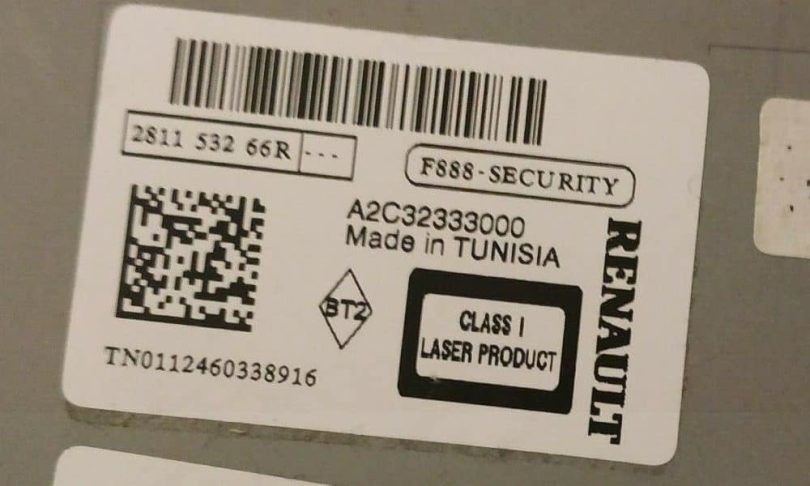 2811 532 66R ---
F888-SECURITY
A2C32333000
Made in TUNISIA
BT2
CLASS I
LASER PRODUCT
TN0112460338916
RENAULT